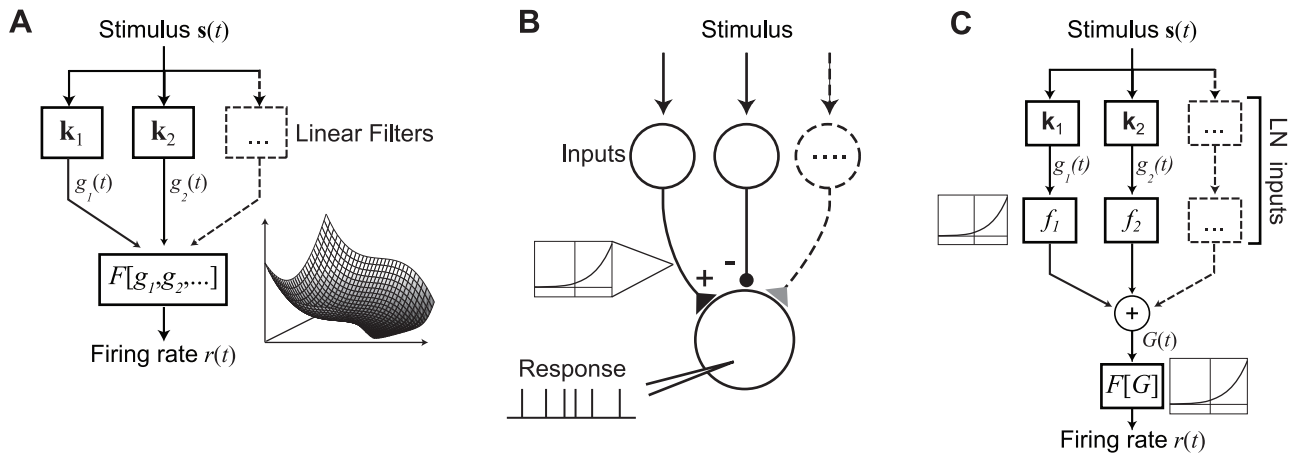 A
Stimulus s(t)
k1
k2
...
Linear Filters
g1(t)
g2(t)
F[g1,g2,...]
Firing rate r(t)
B
Stimulus
Inputs
....
+
-
Response
C
Stimulus s(t)
k1
k2
...
g1(t)
g2(t)
f1
f2
...
LN inputs
+
G(t)
F[G]
Firing rate r(t)